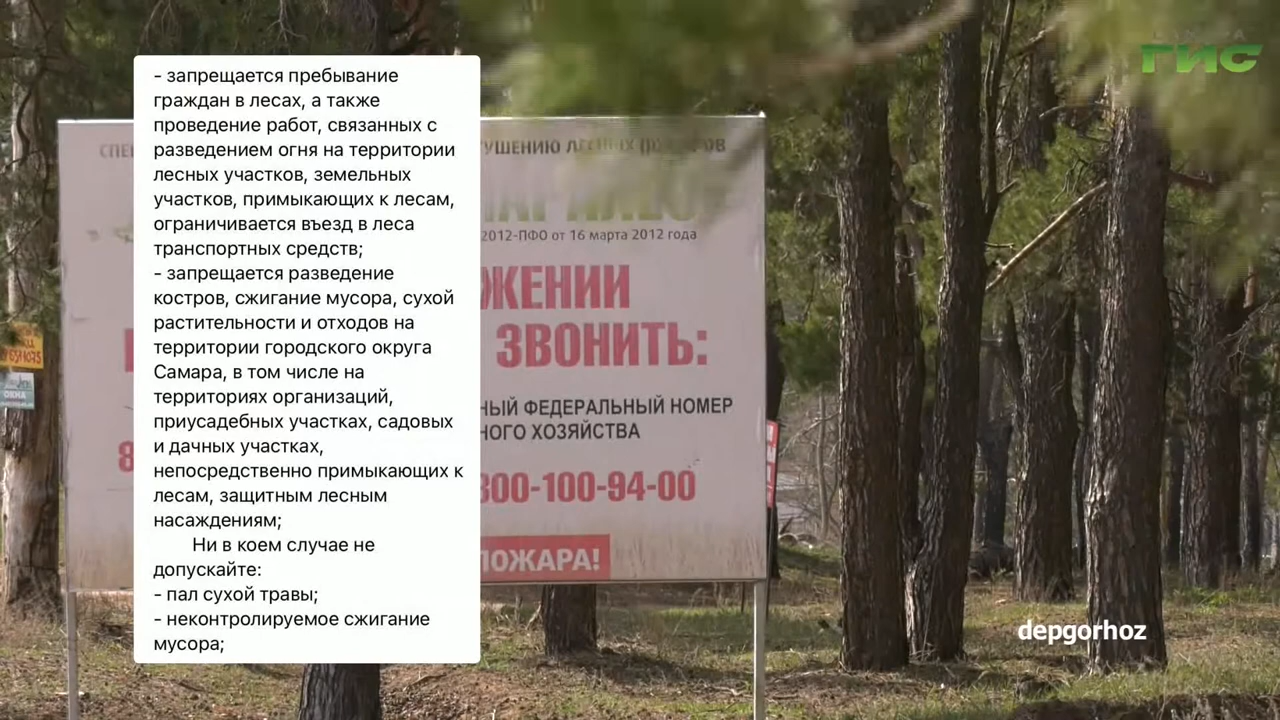 - запрещается пребывание
граждан в лесах, а также
проведение работ, связанных с
разведением огня на территории
лесных участков, земельных
участков, примыкающих к лесам,
ограничивается въезд в леса
транспортных средств;
- запрещается разведение
костров, сжигание мусора, сухой
растительности и отходов на
территории городского округа
Самара, в том числе на
территориях организаций,
приусадебных участках, садовых
и дачных участках,
непосредственно примыкающих к
лесам, защитным лесным
насаждениям;
Ни в коем случае не
допускайте:
- пал сухой травы;
- неконтролируемое сжигание
мусора;
2012-ПФО от 16 марта 2012 года
ЖЕНИИ
ЗВОНИТЬ:
НЫЙ ФЕДЕРАЛЬНЫЙ НОМЕР
НОГО ХОЗЯЙСТВА
8
800-100-94-00
ПОЖАРА!
ГИС
depgorhoz